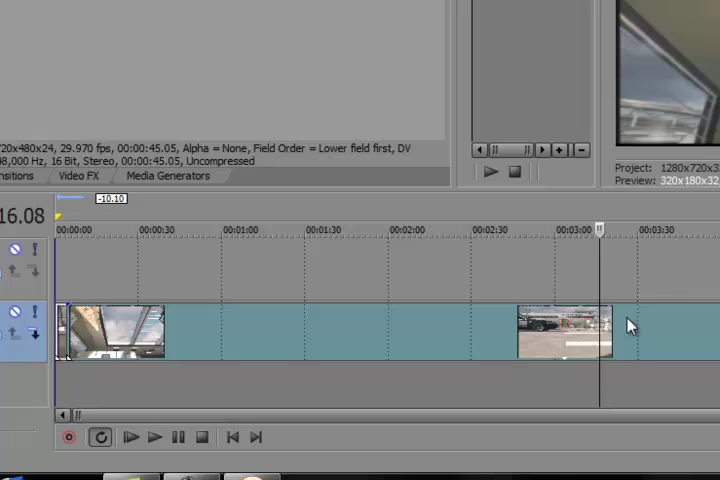 720x480x24, 29.970 fps, 00:00:45.05, Alpha = None, Field Order = Lower field first, DV
48,000 Hz, 16 Bit, Stereo, 00:00:45.05, Uncompressed
nsitions Video FX Media Generators
Project: 1280x720x3
Preview: 320x180x32
16.08
-10.10
00:00:00 00:00:30 00:01:00 00:01:30 00:02:00 00:02:30 00:03:00 00:03:30